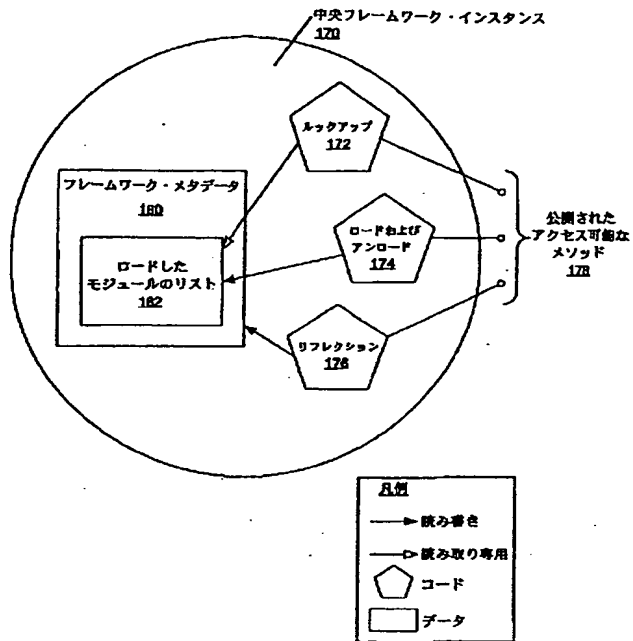 中央フレームワーク・インスタンス
170
ルックアップ
172
フレームワーク・メタデータ
180
ロードした
モジュールのリスト
182
ロードおよび
アンロード
174
リフレクション
176
公開された
アクセス可能な
メソッド
178
凡例
読み書き
読み取り専用
コード
データ